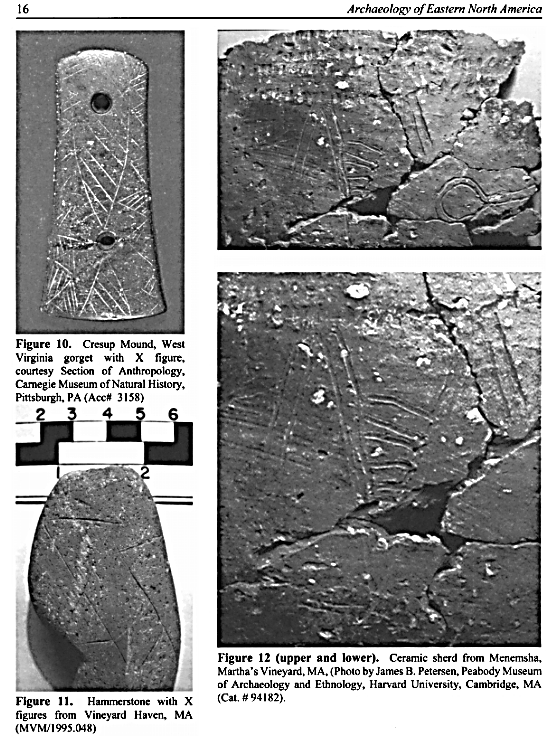 16
Archaeology of Eastern North America
Figure 10. Cresup Mound, West
Virginia gorget with X figure,
courtesy Section of Anthropology,
Carnegie Museum of Natural History,
Pittsburgh, PA (Acc# 3158)
2 3 4 5 6
1 2
Figure 11. Hammerstone with X
figures from Vineyard Haven, MA
(MVM/1995.048)
Figure 12 (upper and lower). Ceramic sherd from Menemsha,
Martha's Vineyard, MA, (Photo by James B. Petersen, Peabody Museum
of Archaeology and Ethnology, Harvard University, Cambridge, MA
(Cat. # 94182).